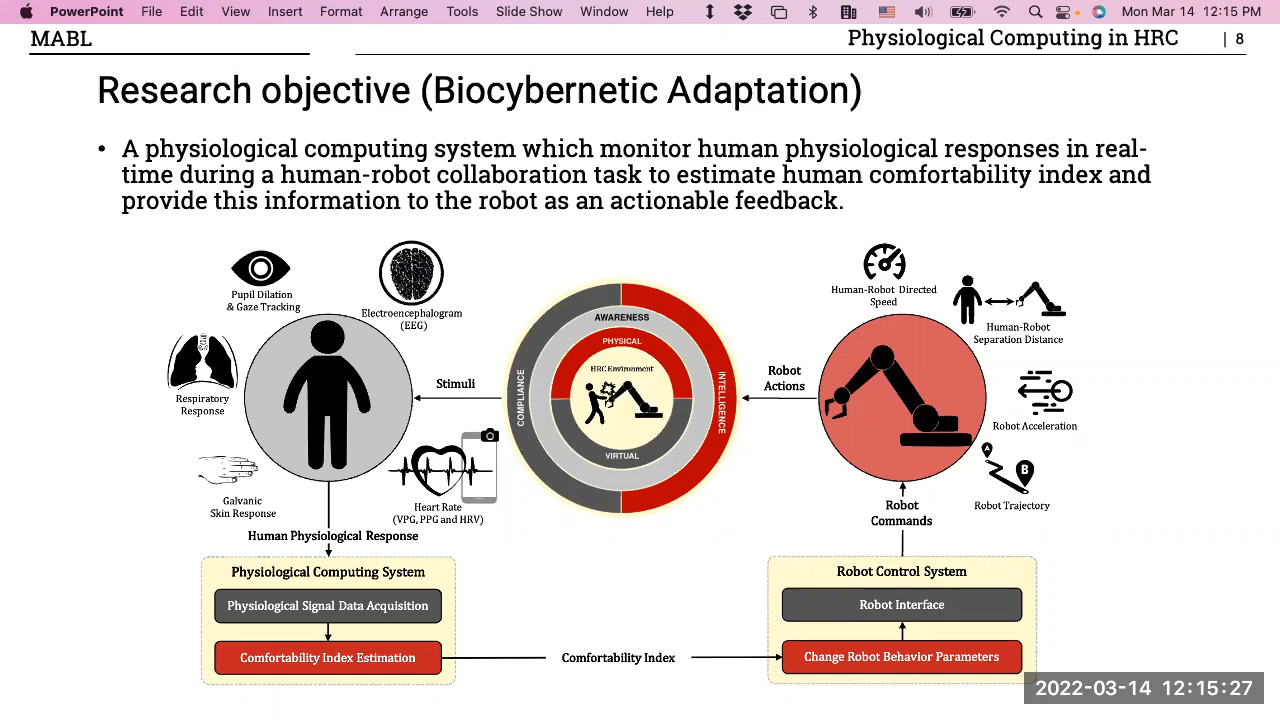 PowerPoint File Edit View Insert Format Arrange Tools Slide Show Window Help Mon Mar 14 12:15 PM
MABL
Physiological Computing in HRC | 8
Research objective (Biocybernetic Adaptation)
• A physiological computing system which monitor human physiological responses in real-
time during a human-robot collaboration task to estimate human comfortability index and
provide this information to the robot as an actionable feedback.
Pupil Dilation
& Gaze Tracking
Electroencephalogram
(EEG)
Respiratory
Response
Galvanic
Skin Response
Heart Rate
(VPG, PPG and HRV)
Stimuli
AWARENESS
PHYSICAL
HRC Environment
COMPLIANCE
INTELLIGENCE
VIRTUAL
Robot
Actions
Human-Robot Directed
Speed
Human-Robot
Separation Distance
Robot Acceleration
A
B
Robot Trajectory
Robot
Commands
Human Physiological Response
Physiological Computing System
Physiological Signal Data Acquisition
Comfortability Index Estimation
Comfortability Index
Robot Control System
Robot Interface
Change Robot Behavior Parameters
2022-03-14 12:15:27